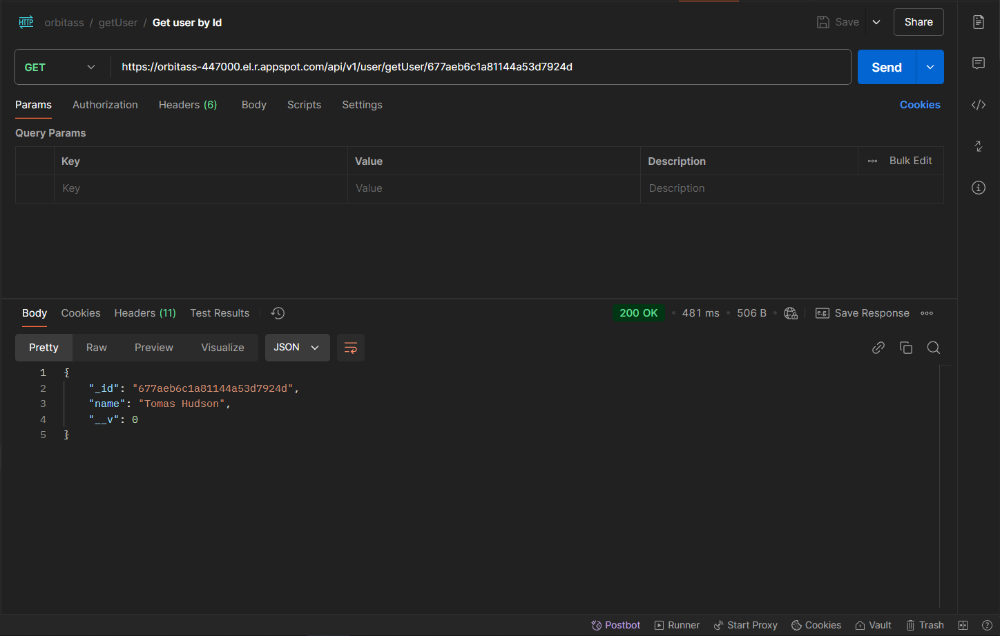 HTTP orbitass / getUser / Get user by Id Save Share
GET https://orbitass-447000.el.r.appspot.com/api/v1/user/getUser/677aeb6c1a81144a53d7924d Send
Params Authorization Headers (6) Body Scripts Settings Cookies
Query Params
Key Value Description Bulk Edit
Key Value Description
Body Cookies Headers (11) Test Results 200 OK • 481 ms • 506 B • e.g. Save Response
Pretty Raw Preview Visualize JSON
1 {
2 "_id": "677aeb6c1a81144a53d7924d",
3 "name": "Tomas Hudson",
4 "__v": 0
5 }
Postbot Runner Start Proxy Cookies Vault Trash